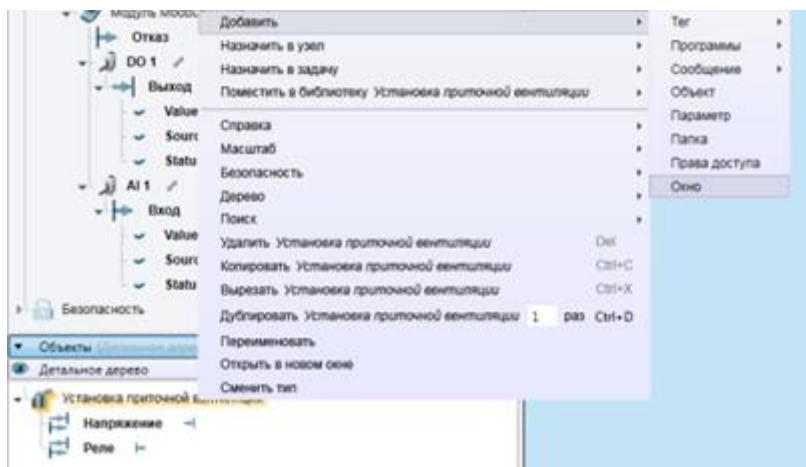 Модуль Modbus
Отказ
DO 1
Выход
Value
Sourc
Statu
AI 1
Вход
Value
Sourc
Statu
Безопасность
Объекты
Детальное дерево
Установка приточной вентиляции
Напряжение
Реле
Добавить
Назначить в узел
Назначить в задачу
Поместить в библиотеку Установка приточной вентиляции
Справка
Масштаб
Безопасность
Дерево
Поиск
Удалить Установка приточной вентиляции Del
Копировать Установка приточной вентиляции Ctrl+C
Вырезать Установка приточной вентиляции Ctrl+X
Дублировать Установка приточной вентиляции 1 раз Ctrl+D
Переименовать
Открыть в новом окне
Сменить тип
Тег
Программы
Сообщение
Объект
Параметр
Папка
Права доступа
Окно